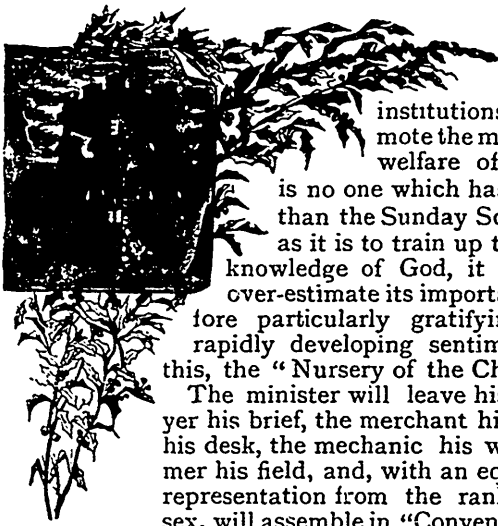 institutions
mote the m
welfare of
is no one which has
than the Sunday Sc
as it is to train up t
knowledge of God, it
over-estimate its importa
fore particularly gratifyin
rapidly developing sentim
this, the “ Nursery of the Ch
The minister will leave his
yer his brief, the merchant hi
his desk, the mechanic his w
mer his field, and, with an eq
representation from the ran
sex, will assemble in “Conven